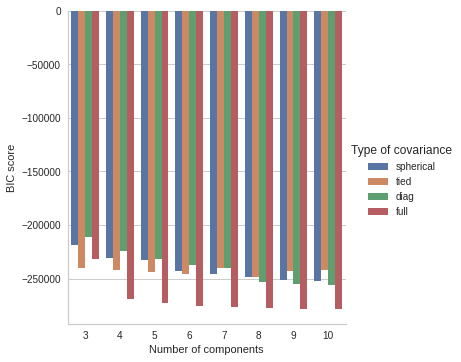 0
−50000
−100000
−150000
−200000
−250000
BIC score
3 4 5 6 7 8 9 10
Number of components
Type of covariance
spherical
tied
diag
full